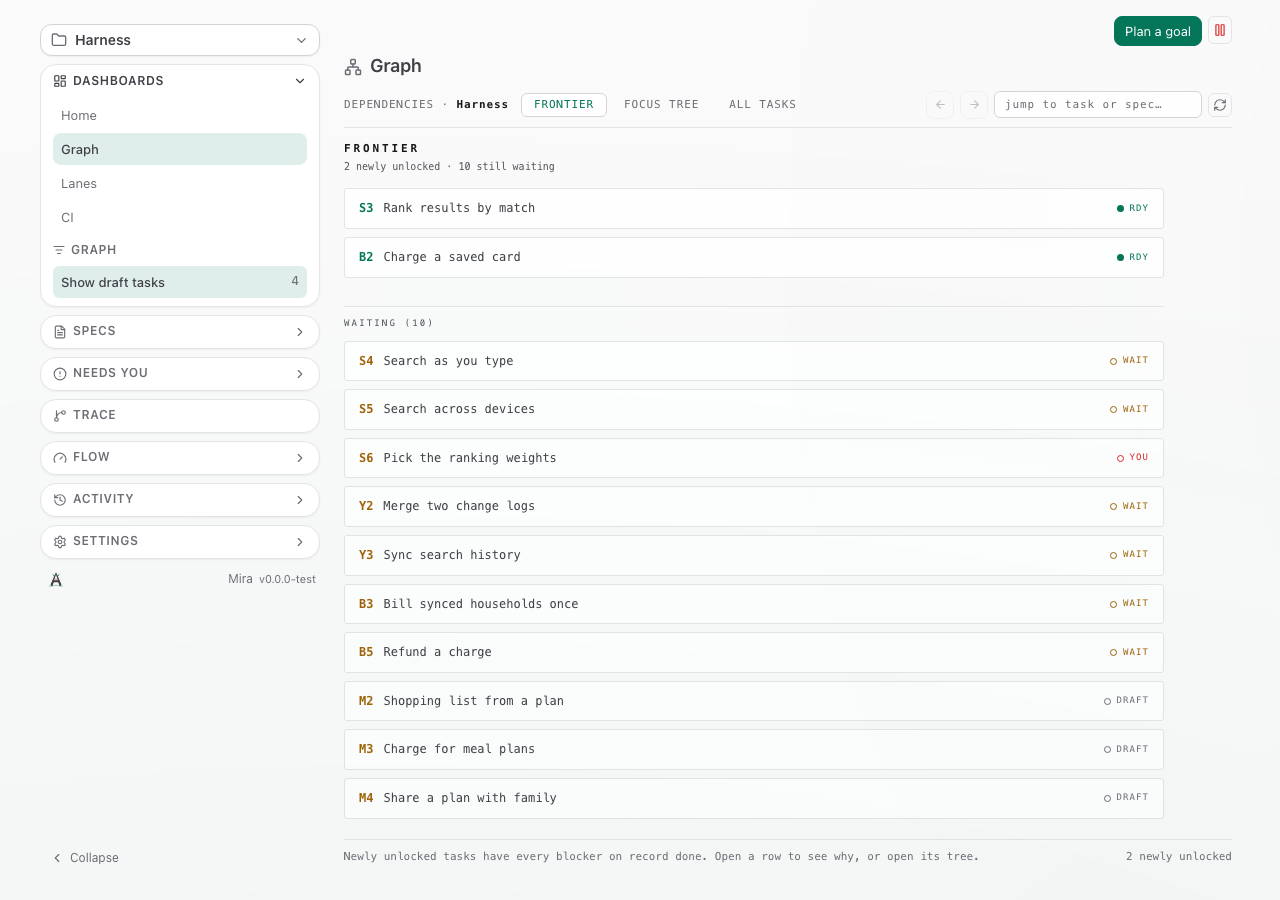 Harness
DASHBOARDS
Home
Graph
Lanes
CI
GRAPH
Show draft tasks 4
SPECS
NEEDS YOU
TRACE
FLOW
ACTIVITY
SETTINGS
Mira v0.0.0-test
Collapse
Plan a goal
Graph
DEPENDENCIES · Harness FRONTIER FOCUS TREE ALL TASKS jump to task or spec…
FRONTIER
2 newly unlocked · 10 still waiting
S3 Rank results by match RDY
B2 Charge a saved card RDY
WAITING (10)
S4 Search as you type WAIT
S5 Search across devices WAIT
S6 Pick the ranking weights YOU
Y2 Merge two change logs WAIT
Y3 Sync search history WAIT
B3 Bill synced households once WAIT
B5 Refund a charge WAIT
M2 Shopping list from a plan DRAFT
M3 Charge for meal plans DRAFT
M4 Share a plan with family DRAFT
Newly unlocked tasks have every blocker on record done. Open a row to see why, or open its tree. 2 newly unlocked